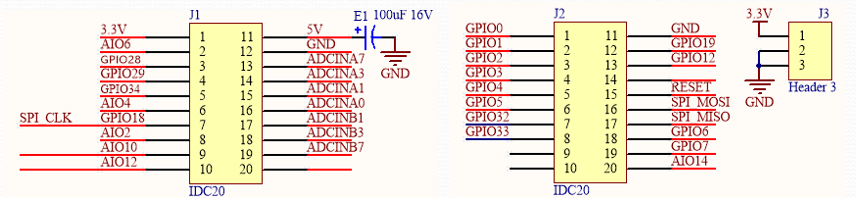 J1
3.3V 1 11 5V E1 100uF 16V
AIO6 2 12 GND
GPIO28 3 13 ADCINA7 GND
GPIO29 4 14 ADCINA3
GPIO34 5 15 ADCINA1
AIO4 6 16 ADCINA0
SPI_CLK GPIO18 7 17 ADCINB1
AIO2 8 18 ADCINB3
AIO10 9 19 ADCINB7
AIO12 10 20
IDC20
J2
GPIO0 1 11 GND
GPIO1 2 12 GPIO19
GPIO2 3 13 GPIO12
GPIO3 4 14
GPIO4 5 15 RESET
GPIO5 6 16 SPI_MOSI
GPIO32 7 17 SPI_MISO
GPIO33 8 18 GPIO6
9 19 GPIO7
10 20 AIO14
IDC20
3.3V J3
1
2
3
GND Header 3